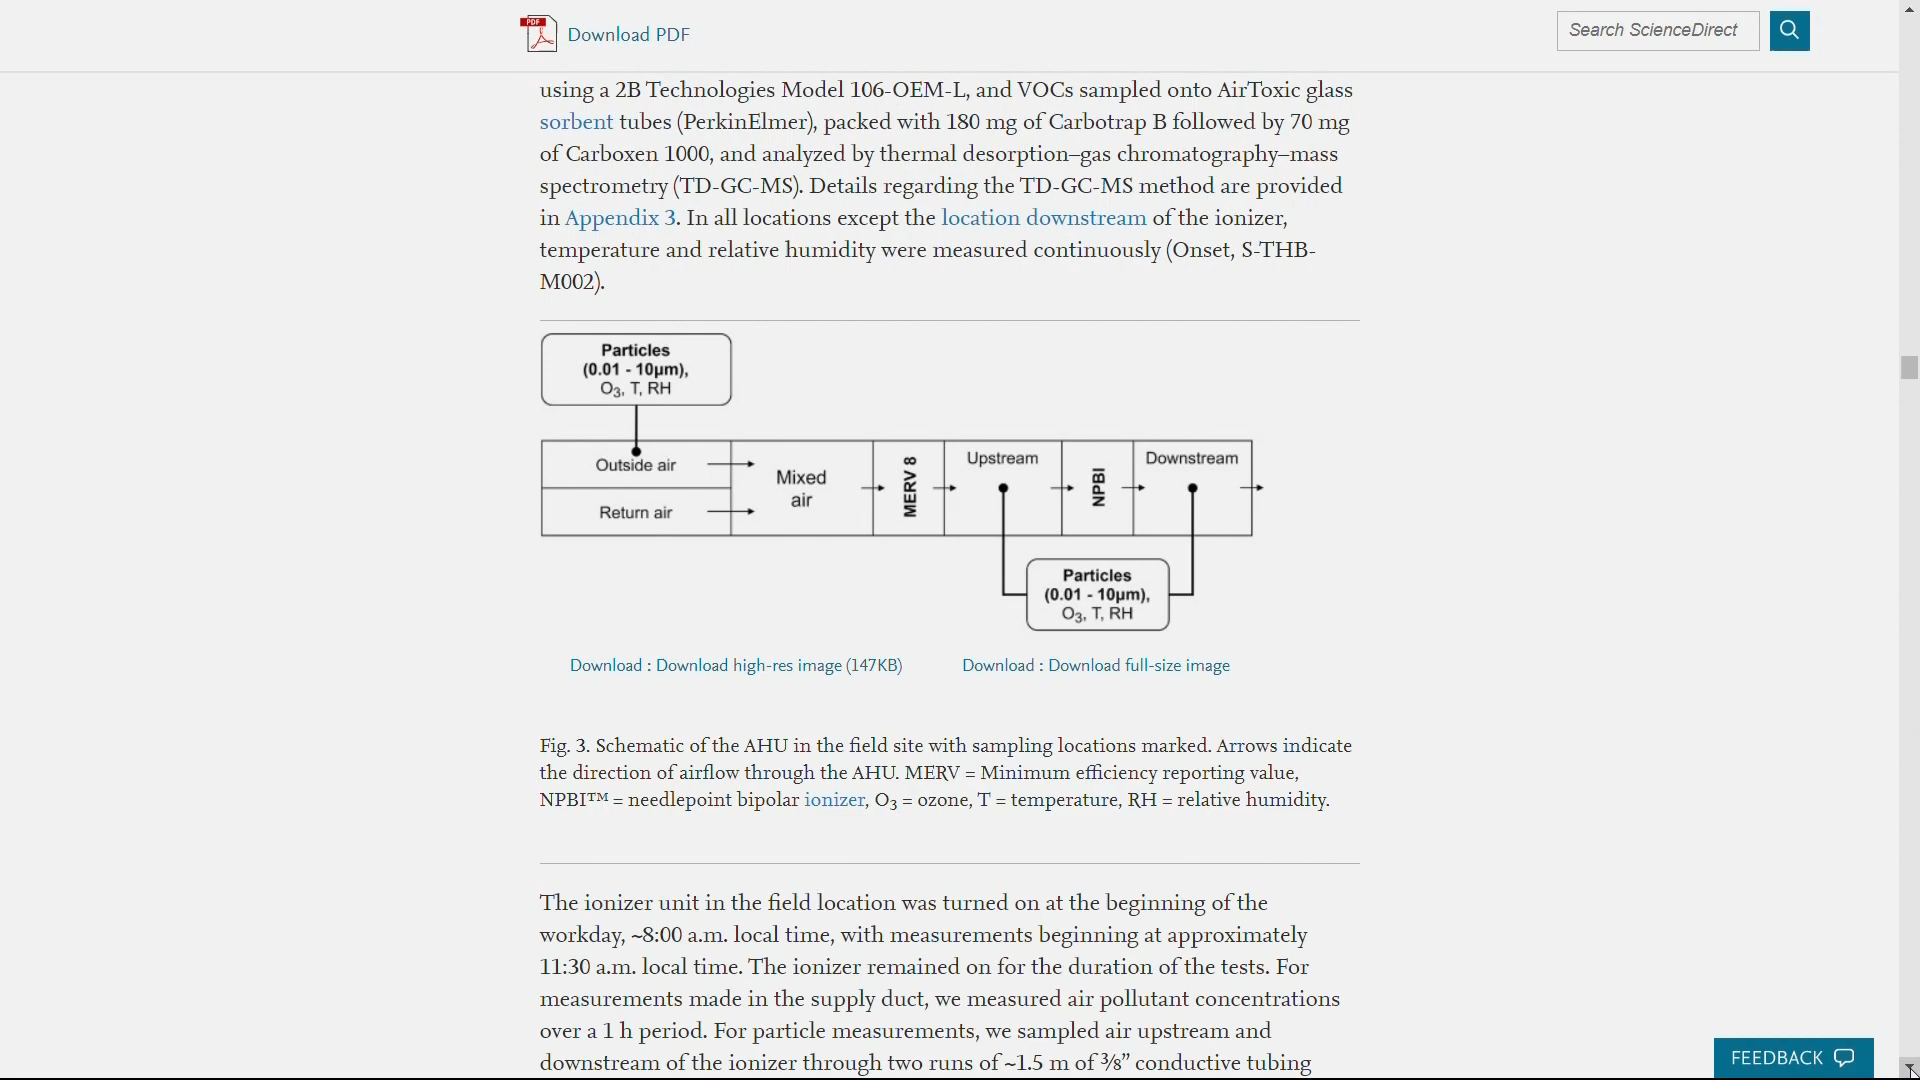 Download PDF
Search ScienceDirect
using a 2B Technologies Model 106-OEM-L, and VOCs sampled onto AirToxic glass
sorbent tubes (PerkinElmer), packed with 180 mg of Carbotrap B followed by 70 mg
of Carboxen 1000, and analyzed by thermal desorption–gas chromatography–mass
spectrometry (TD-GC-MS). Details regarding the TD-GC-MS method are provided
in Appendix 3. In all locations except the location downstream of the ionizer,
temperature and relative humidity were measured continuously (Onset, S-THB-
M002).
Particles
(0.01 - 10µm),
O₃, T, RH
Outside air
Return air
Mixed
air
MERV 8
Upstream
NPBI
Downstream
Particles
(0.01 - 10µm),
O₃, T, RH
Download : Download high-res image (147KB)
Download : Download full-size image
Fig. 3. Schematic of the AHU in the field site with sampling locations marked. Arrows indicate
the direction of airflow through the AHU. MERV = Minimum efficiency reporting value,
NPBI™ = needlepoint bipolar ionizer, O₃ = ozone, T = temperature, RH = relative humidity.
The ionizer unit in the field location was turned on at the beginning of the
workday, ~8:00 a.m. local time, with measurements beginning at approximately
11:30 a.m. local time. The ionizer remained on for the duration of the tests. For
measurements made in the supply duct, we measured air pollutant concentrations
over a 1 h period. For particle measurements, we sampled air upstream and
downstream of the ionizer through two runs of ~1.5 m of ⅜” conductive tubing
FEEDBACK